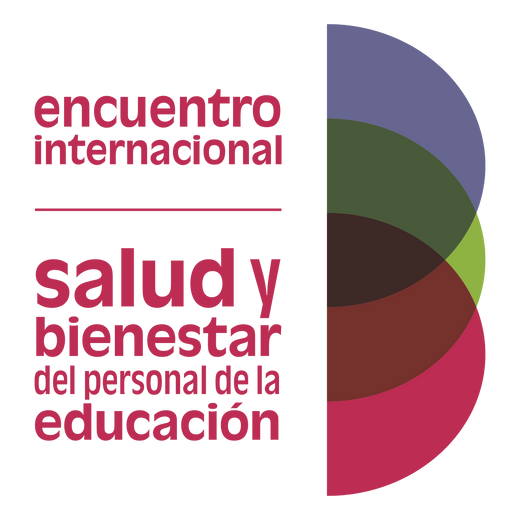 encuentro
internacional
salud y
bienestar
del personal de la
educación